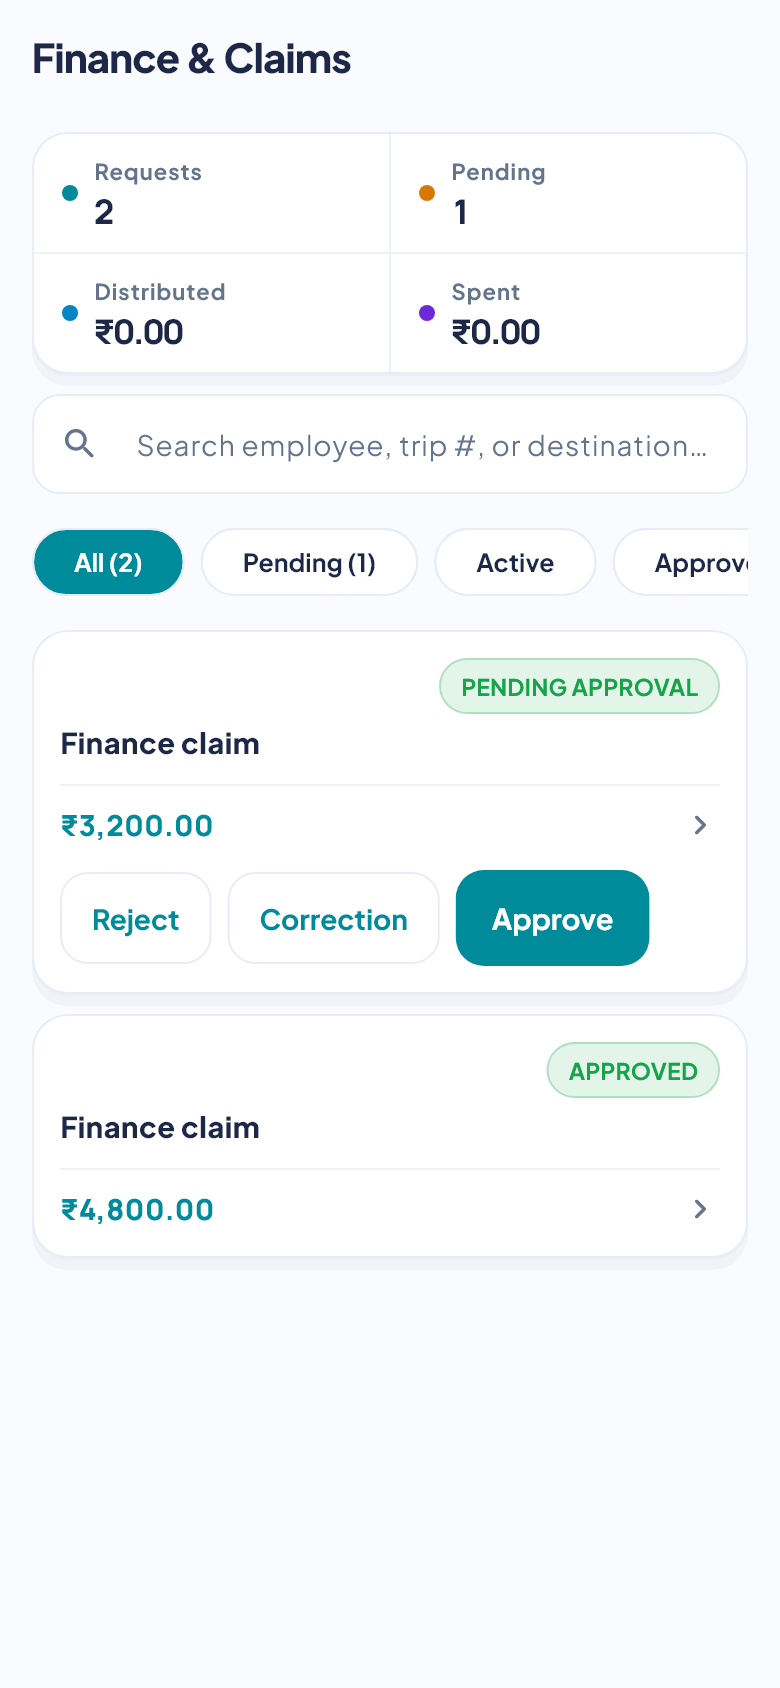 Finance & Claims
Requests
2
Pending
1
Distributed
₹0.00
Spent
₹0.00
Search employee, trip #, or destination...
All (2)
Pending (1)
Active
Approv
PENDING APPROVAL
Finance claim
₹3,200.00
Reject
Correction
Approve
APPROVED
Finance claim
₹4,800.00